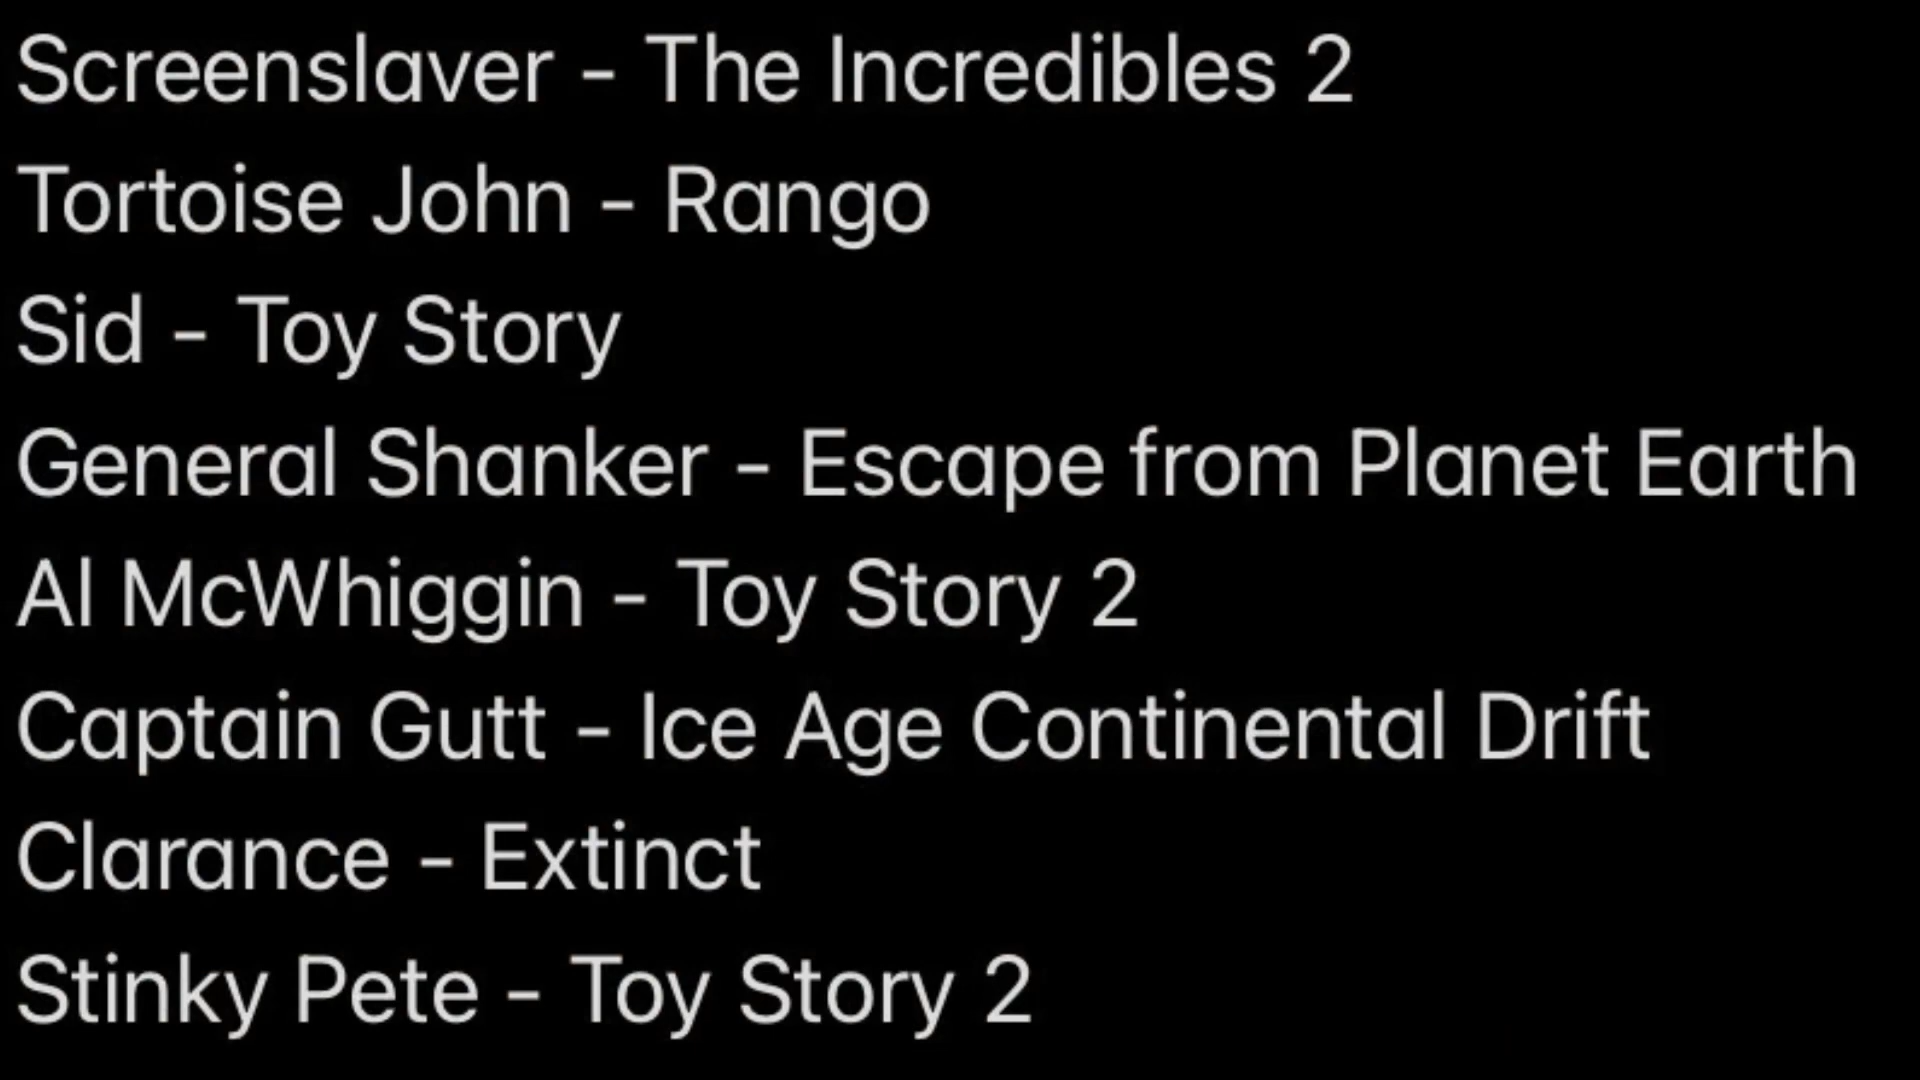 Screenslaver - The Incredibles 2
Tortoise John - Rango
Sid - Toy Story
General Shanker - Escape from Planet Earth
Al McWhiggin - Toy Story 2
Captain Gutt - Ice Age Continental Drift
Clarance - Extinct
Stinky Pete - Toy Story 2